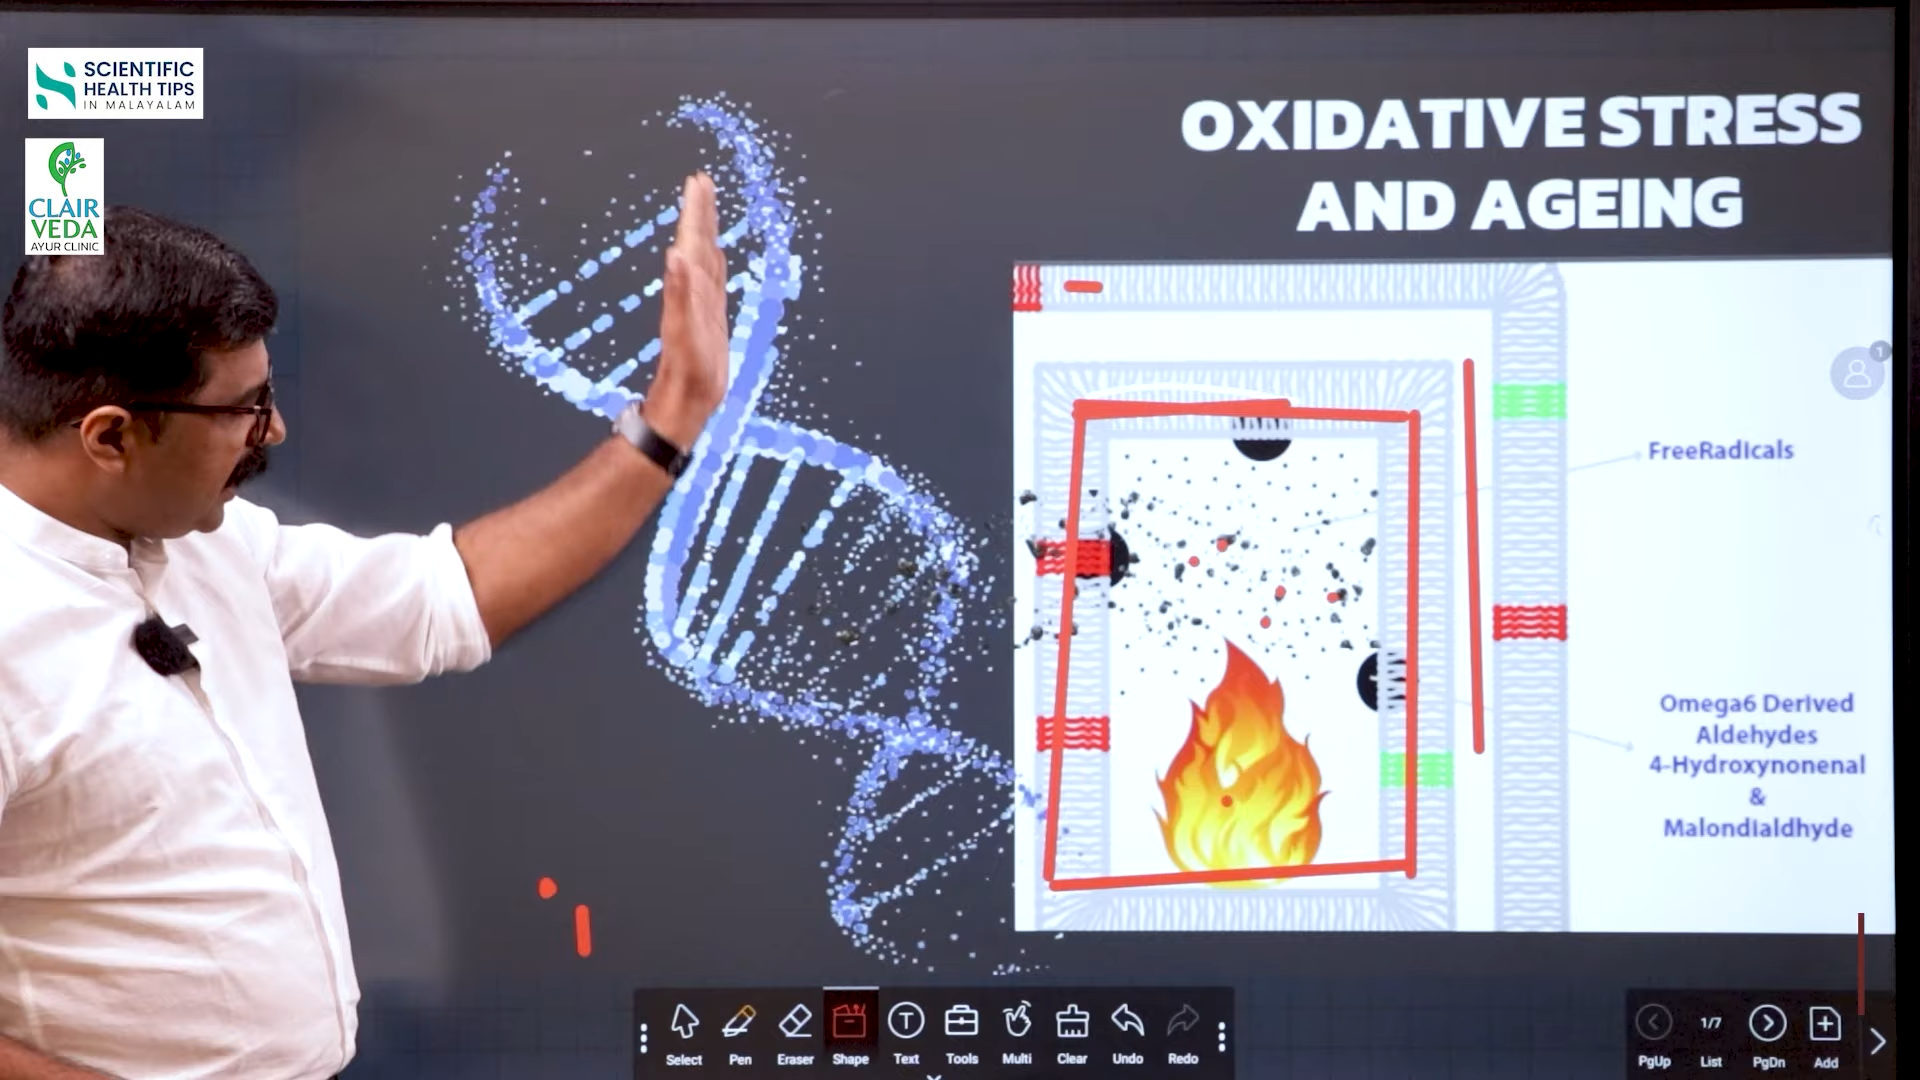 SCIENTIFIC
HEALTH TIPS
IN MALAYALAM
CLAIR
VEDA
AYUR CLINIC
OXIDATIVE STRESS
AND AGEING
1
FreeRadicals
Omega6 Derived
Aldehydes
4-Hydroxynonenal
&
Malondialdhyde
Select
Pen
Eraser
Shape
Text
Tools
Multi
Clear
Undo
Redo
PgUp
1/7
List
PgDn
Add